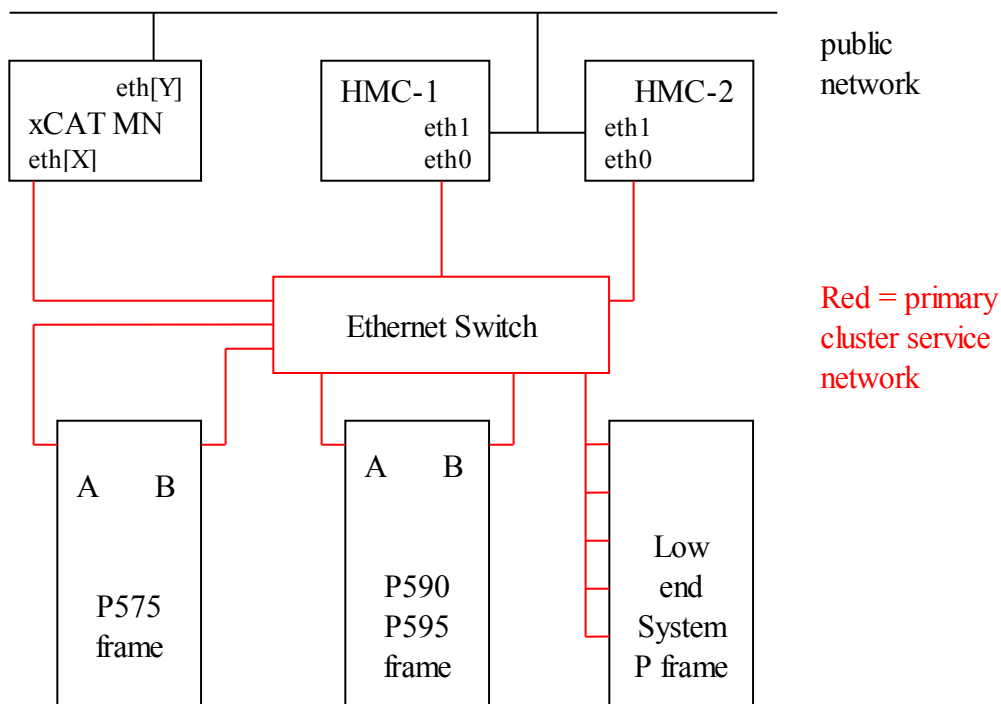 public
network
eth[Y]
xCAT MN
eth[X]
HMC-1
eth1
eth0
HMC-2
eth1
eth0
Ethernet Switch
Red = primary
cluster service
network
A B
P575
frame
A B
P590
P595
frame
Low
end
System
P frame